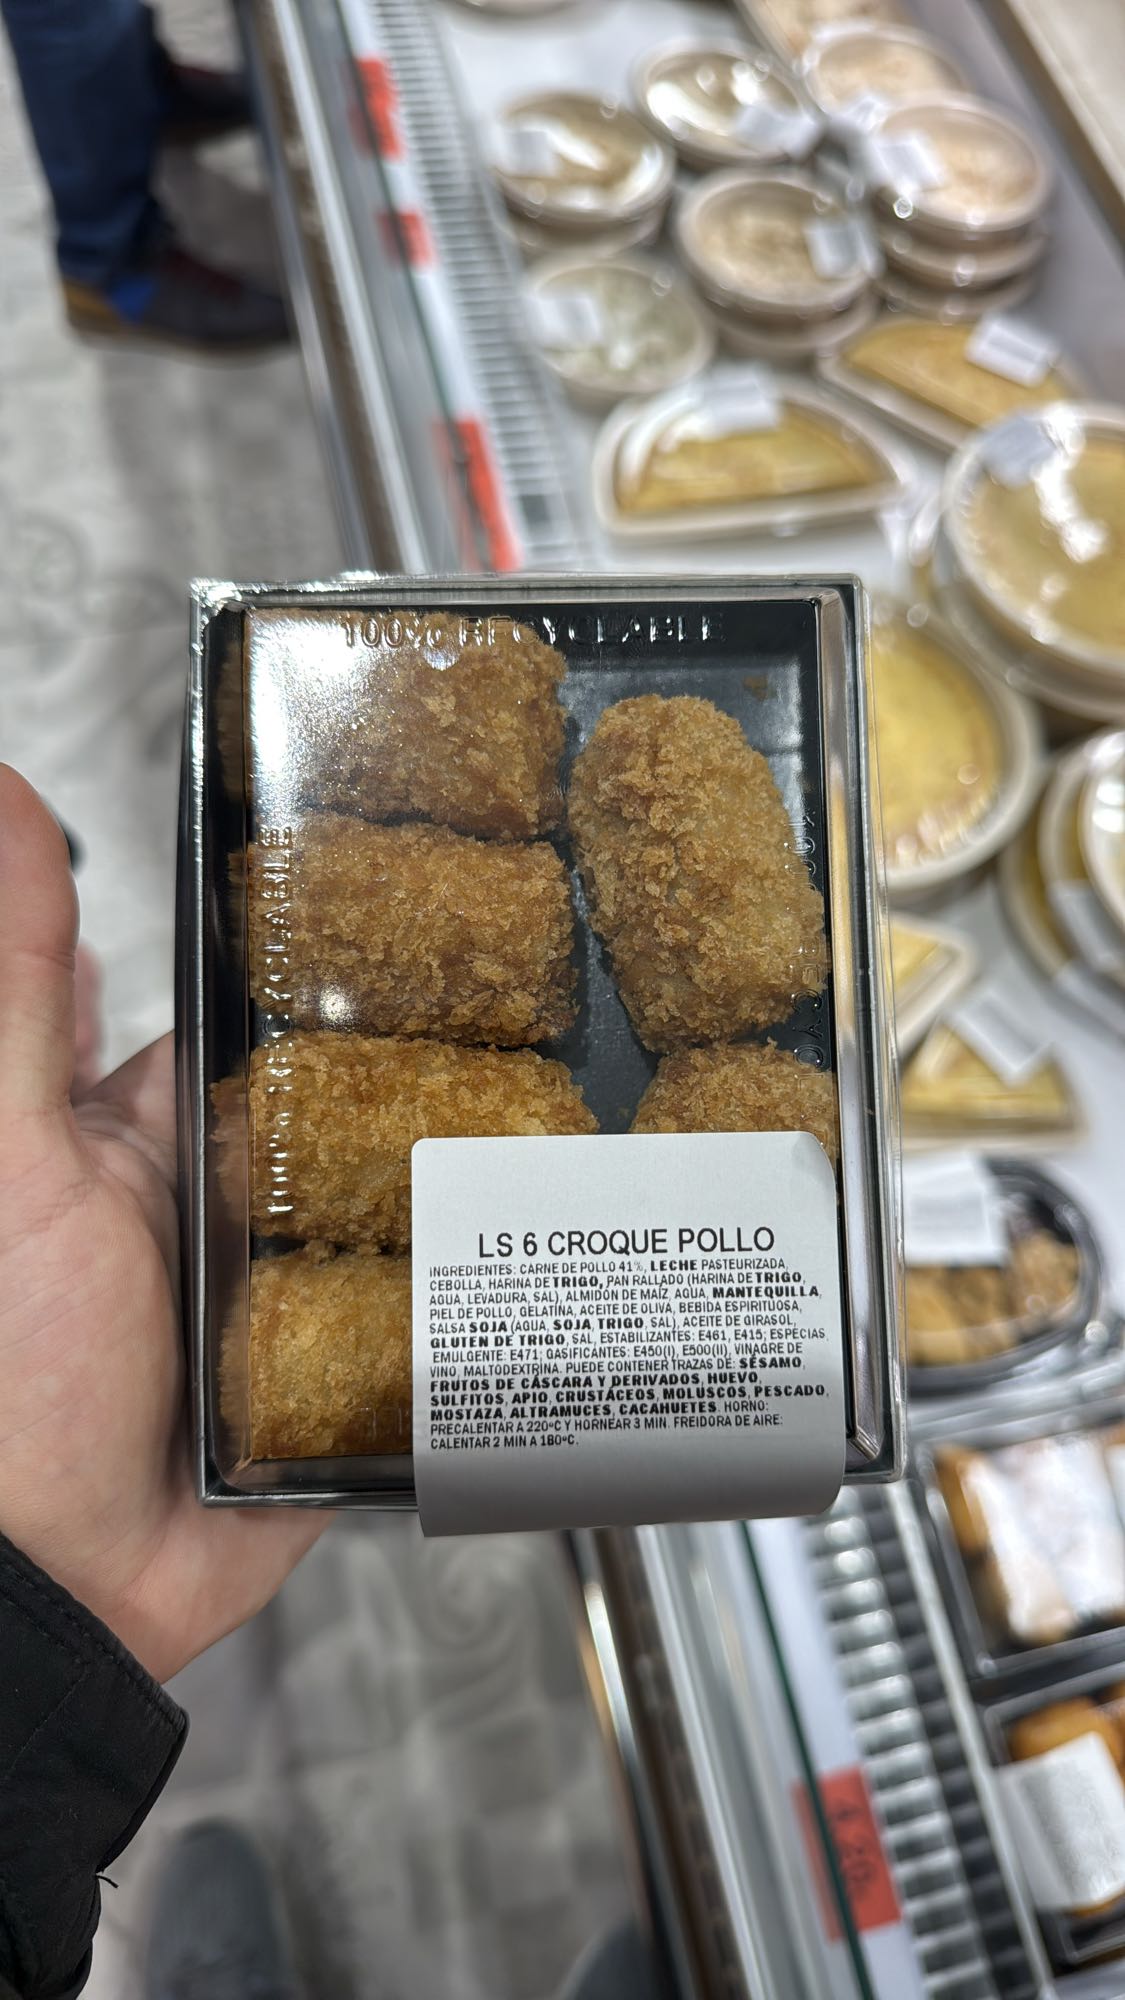 100% RECYCLABLE
100% RECYCLABLE
LS 6 CROQUE POLLO
INGREDIENTES: CARNE DE POLLO 41%, LECHE PASTEURIZADA,
CEBOLLA, HARINA DE TRIGO, PAN RALLADO (HARINA DE TRIGO,
AGUA, LEVADURA, SAL), ALMIDÓN DE MAÍZ, AGUA, MANTEQUILLA,
PIEL DE POLLO, GELATINA, ACEITE DE OLIVA, BEBIDA ESPIRITUOSA,
SALSA SOJA (AGUA, SOJA, TRIGO, SAL), ACEITE DE GIRASOL,
GLUTEN DE TRIGO, SAL, ESTABILIZANTES: E461, E415; ESPECIAS,
EMULGENTE: E471; GASIFICANTES: E450(I), E500(II), VINAGRE DE
VINO, MALTODEXTRINA. PUEDE CONTENER TRAZAS DE: SÉSAMO,
FRUTOS DE CÁSCARA Y DERIVADOS, HUEVO,
SULFITOS, APIO, CRUSTÁCEOS, MOLUSCOS, PESCADO,
MOSTAZA, ALTRAMUCES, CACAHUETES. HORNO:
PRECALENTAR A 220ºC Y HORNEAR 3 MIN. FREIDORA DE AIRE:
CALENTAR 2 MIN A 180ºC.